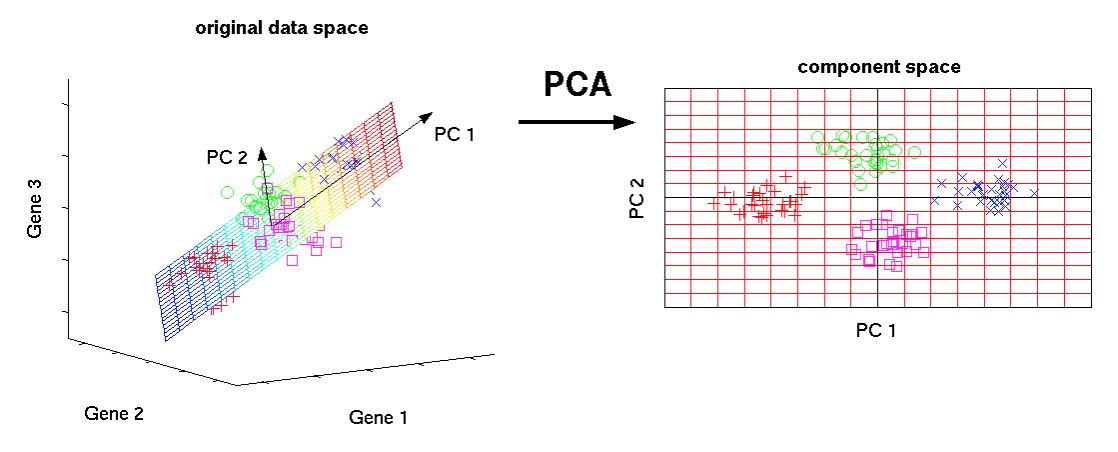 original data space
PC 1
PC 2
Gene 3
Gene 2
Gene 1
PCA
component space
PC 2
PC 1